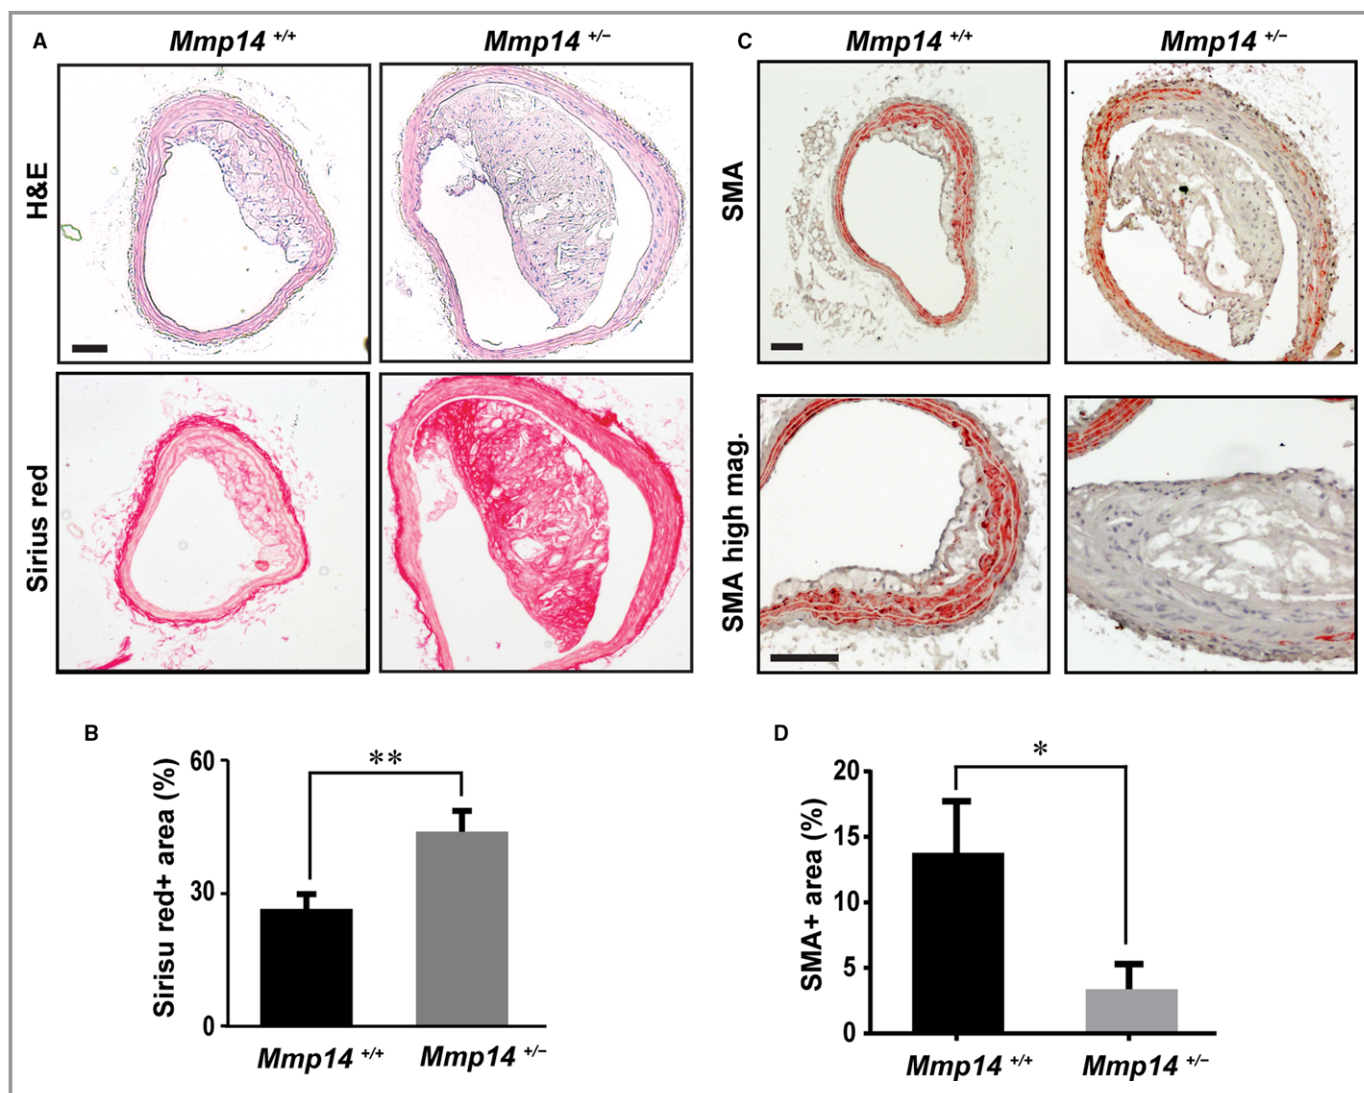 A
Mmp14 +/+
Mmp14 +/−
C
Mmp14 +/+
Mmp14 +/−
H&E
SMA
Sirius red
SMA high mag.
B
Sirisu red+ area (%)
60
30
0
**
Mmp14 +/+
Mmp14 +/−
D
SMA+ area (%)
20
15
10
5
0
*
Mmp14 +/+
Mmp14 +/−